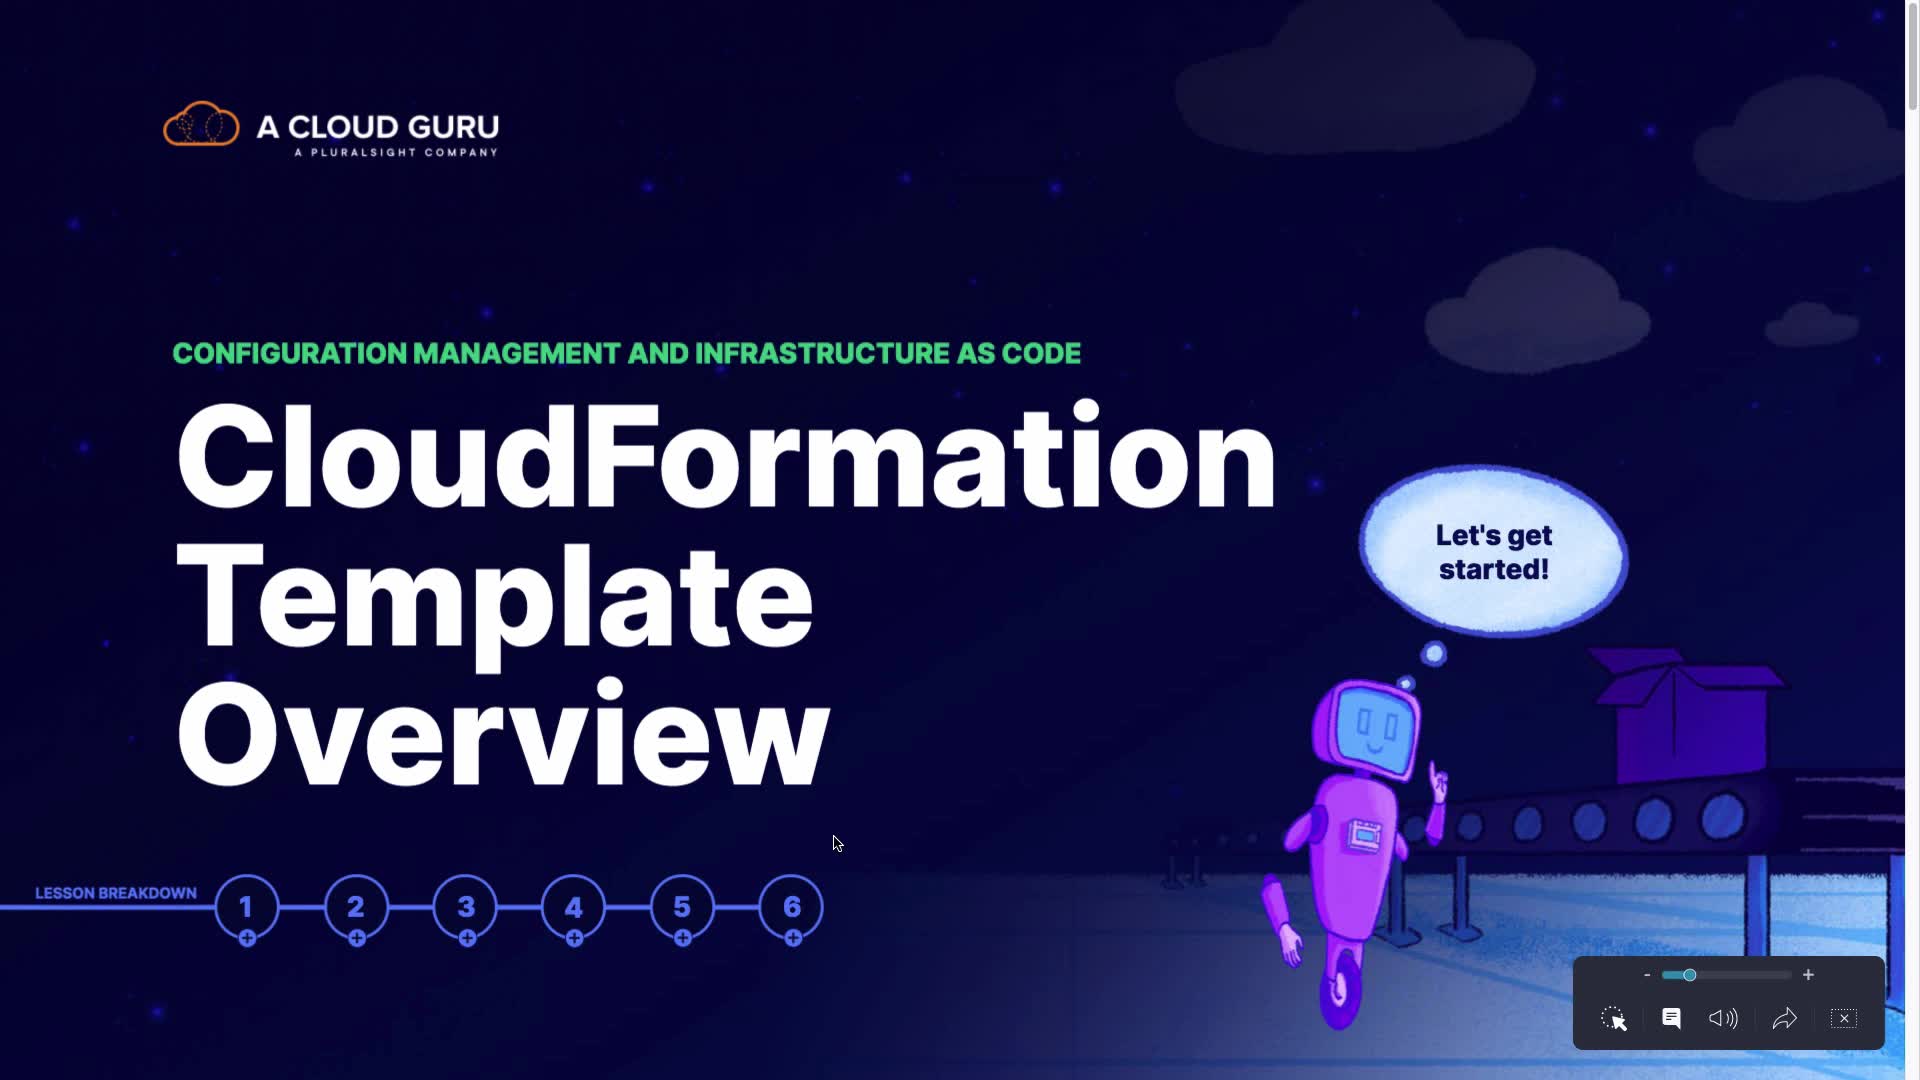 A CLOUD GURU
A PLURALSIGHT COMPANY
CONFIGURATION MANAGEMENT AND INFRASTRUCTURE AS CODE
CloudFormation
Template
Overview
Let's get
started!
LESSON BREAKDOWN
1 2 3 4 5 6